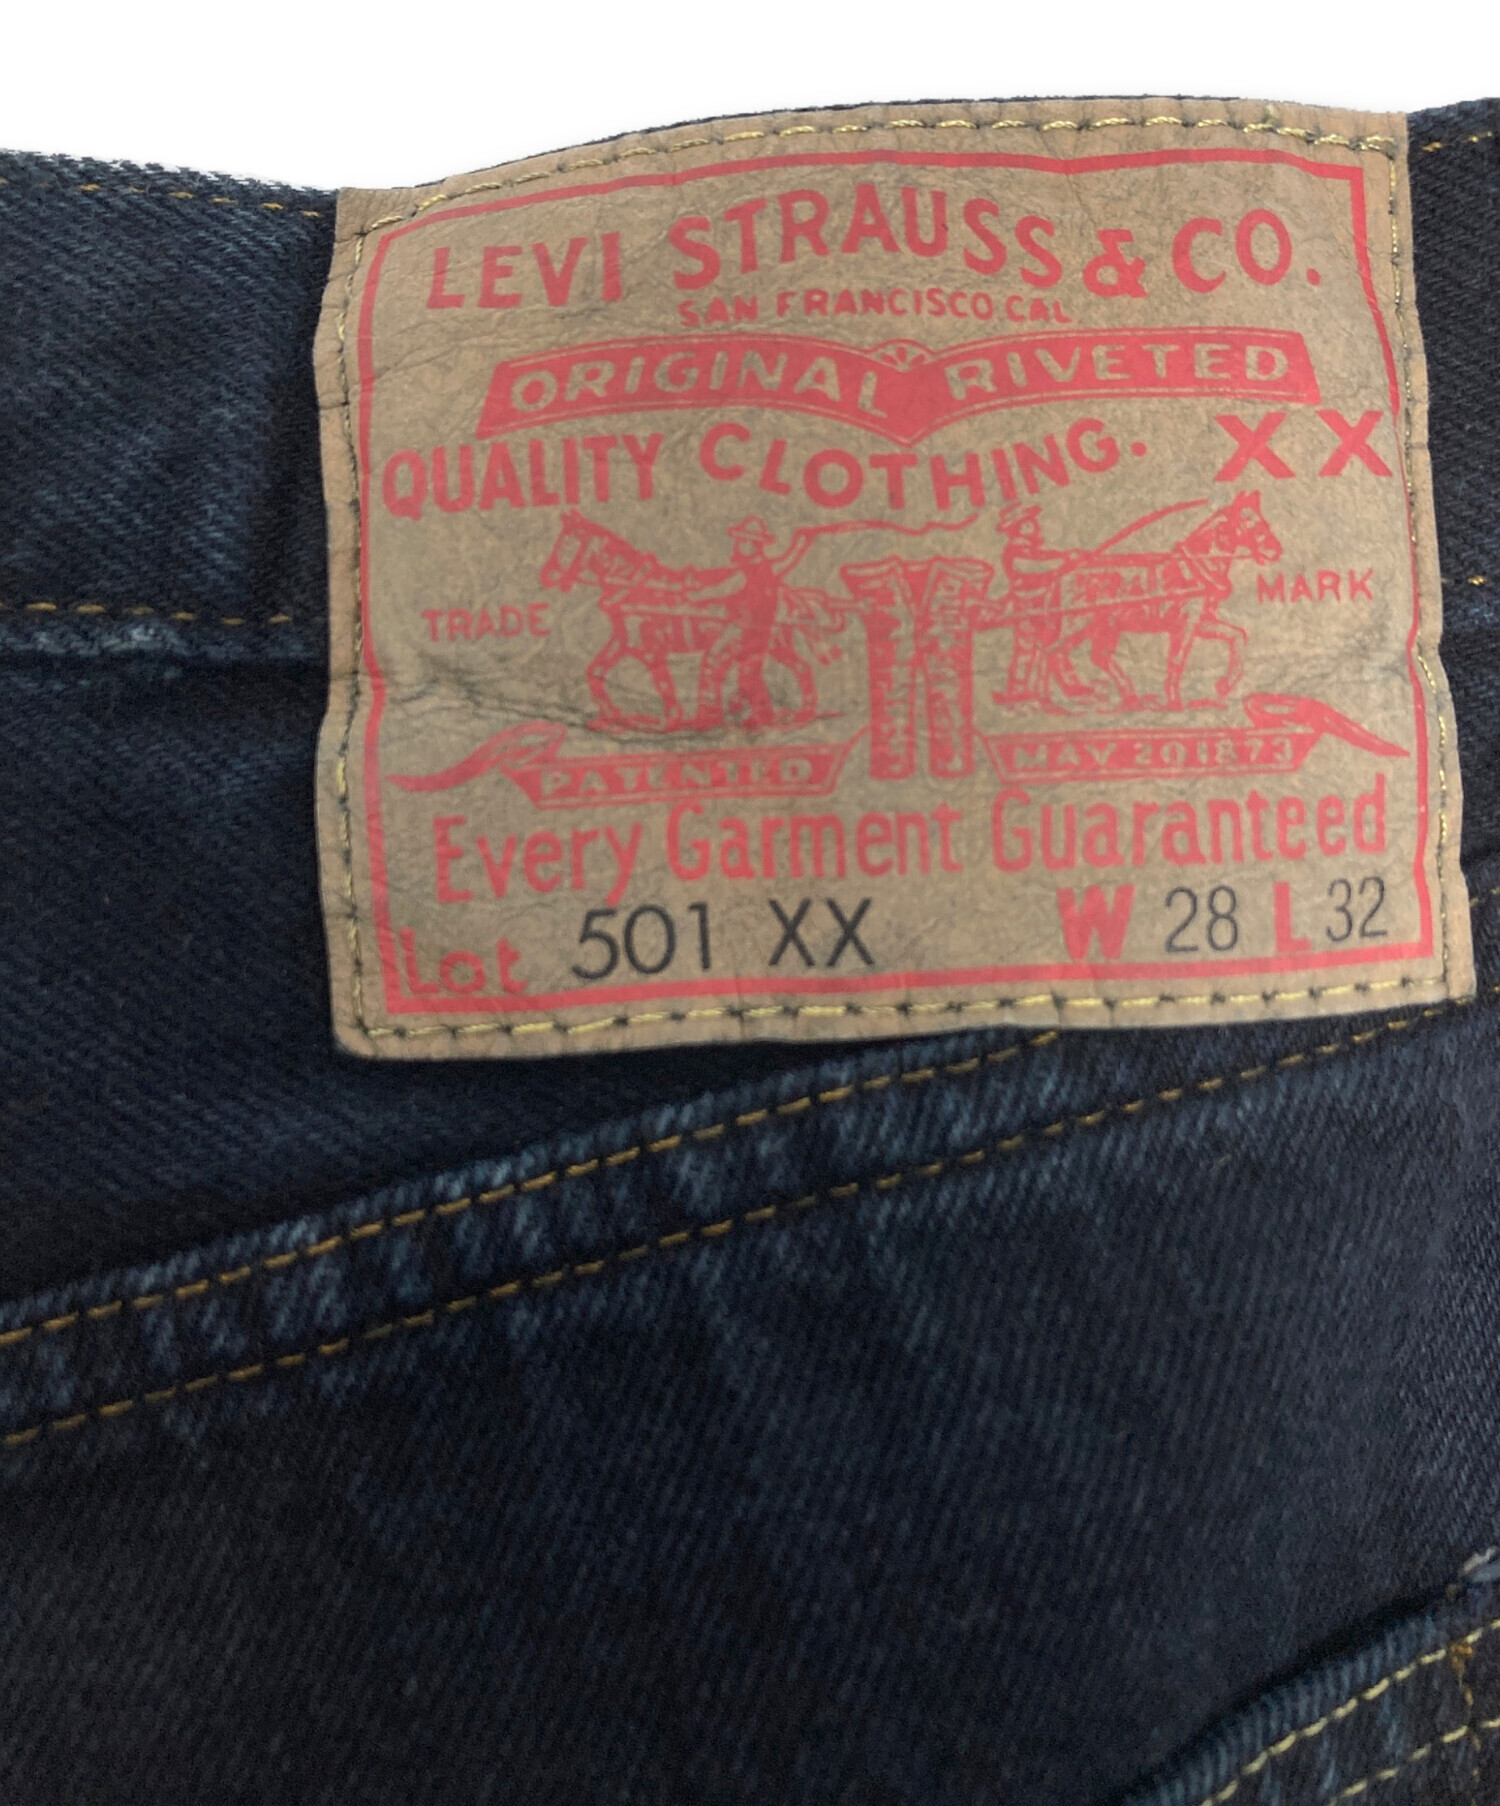 LEVI STRAUSS & CO.
SAN FRANCISCO CAL
ORIGINAL RIVETED
QUALITY CLOTHING. XX
TRADE MARK
PATENTED MAY 20 1873
Every Garment Guaranteed
Lot 501 XX W 28 L 32